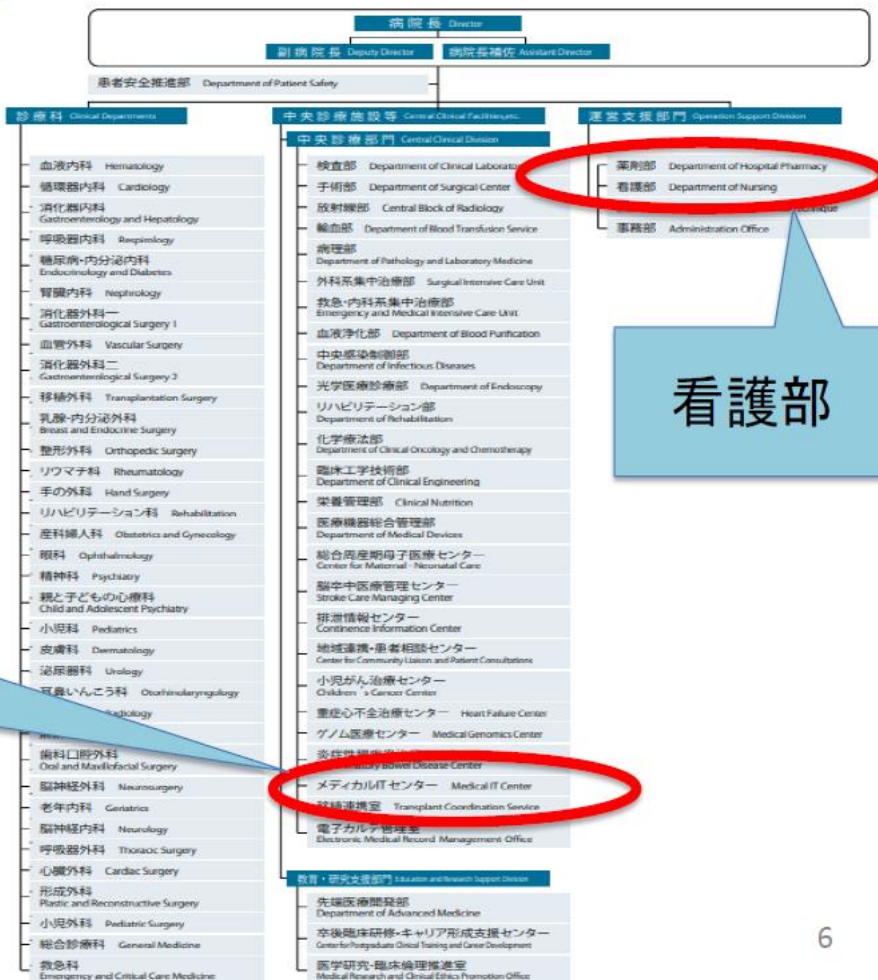 病院長 Director
副病院長 Deputy Director
病院長補佐 Assistant Director
患者安全推進部 Department of Patient Safety
診療科 Clinical Departments
血液内科 Hematology
循環器内科 Cardiology
消化器内科
Gastroenterology and Hepatology
呼吸器内科 Respirology
糖尿病・内分泌内科
Endocrinology and Diabetes
腎臓内科 Nephrology
消化器外科一
Gastroenterological Surgery 1
血管外科 Vascular Surgery
消化器外科二
Gastroenterological Surgery 2
移植外科 Transplantation Surgery
乳腺・内分泌外科
Breast and Endocrine Surgery
整形外科 Orthopedic Surgery
リウマチ科 Rheumatology
手の外科 Hand Surgery
リハビリテーション科 Rehabilitation
産科婦人科 Obstetrics and Gynecology
眼科 Ophthalmology
精神科 Psychiatry
親と子どもの心療科
Child and Adolescent Psychiatry
小児科 Pediatrics
皮膚科 Dermatology
泌尿器科 Urology
耳鼻いんこう科 Otorhinolaryngology
Radiology
歯科口腔外科
Oral and Maxillofacial Surgery
脳神経外科 Neurosurgery
老年内科 Geriatrics
脳神経内科 Neurology
呼吸器外科 Thoracic Surgery
心臓外科 Cardiac Surgery
形成外科
Plastic and Reconstructive Surgery
小児外科 Pediatric Surgery
総合診療科 General Medicine
救急科
Emergency and Critical Care Medicine
中央診療施設等 Central Clinical Facilities,etc.
中央診療部門 Central Clinical Division
検査部 Department of Clinical Laboratory
手術部 Department of Surgical Center
放射線部 Central Block of Radiology
輸血部 Department of Blood Transfusion Service
病理部
Department of Pathology and Laboratory Medicine
外科系集中治療部 Surgical Intensive Care Unit
救急・内科系集中治療部
Emergency and Medical Intensive Care Unit
血液浄化部 Department of Blood Purification
中央感染制御部
Department of Infectious Diseases
光学医療診療部 Department of Endoscopy
リハビリテーション部
Department of Rehabilitation
化学療法部
Department of Clinical Oncology and Chemotherapy
臨床工学技術部
Department of Clinical Engineering
栄養管理部 Clinical Nutrition
医療機器総合管理部
Department of Medical Devices
総合周産期母子医療センター
Center for Maternal - Neonatal Care
脳卒中医療管理センター
Stroke Care Managing Center
排泄情報センター
Continence Information Center
地域連携・患者相談センター
Center for Community Liaison and Patient Consultations
小児がん治療センター
Children's Cancer Center
重症心不全治療センター Heart Failure Center
ゲノム医療センター Medical Genomics Center
Bowel Disease Center
メディカルITセンター Medical IT Center
移植連携室 Transplant Coordination Service
電子カルテ管理室
Electronic Medical Record Management Office
教育・研究支援部門 Education and Research Support Division
先端医療開発部
Department of Advanced Medicine
卒後臨床研修・キャリア形成支援センター
Center for Postgraduate Clinical Training and Career Development
医学研究・臨床倫理推進室
Medical Research and Clinical Ethics Promotion Office
運営支援部門 Operation Support Division
薬剤部 Department of Hospital Pharmacy
看護部 Department of Nursing
事務部 Administration Office
看護部
6